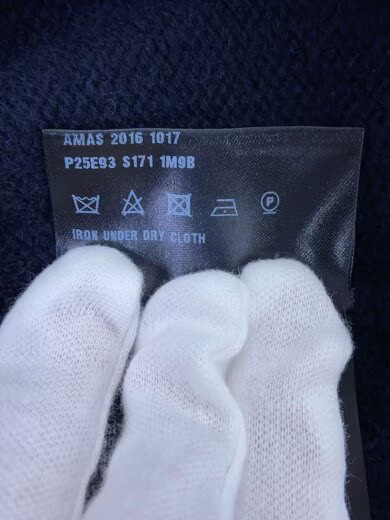 AMAS 2016 1017
P25E93 S171 1M9B
P
IRON UNDER DRY CLOTH